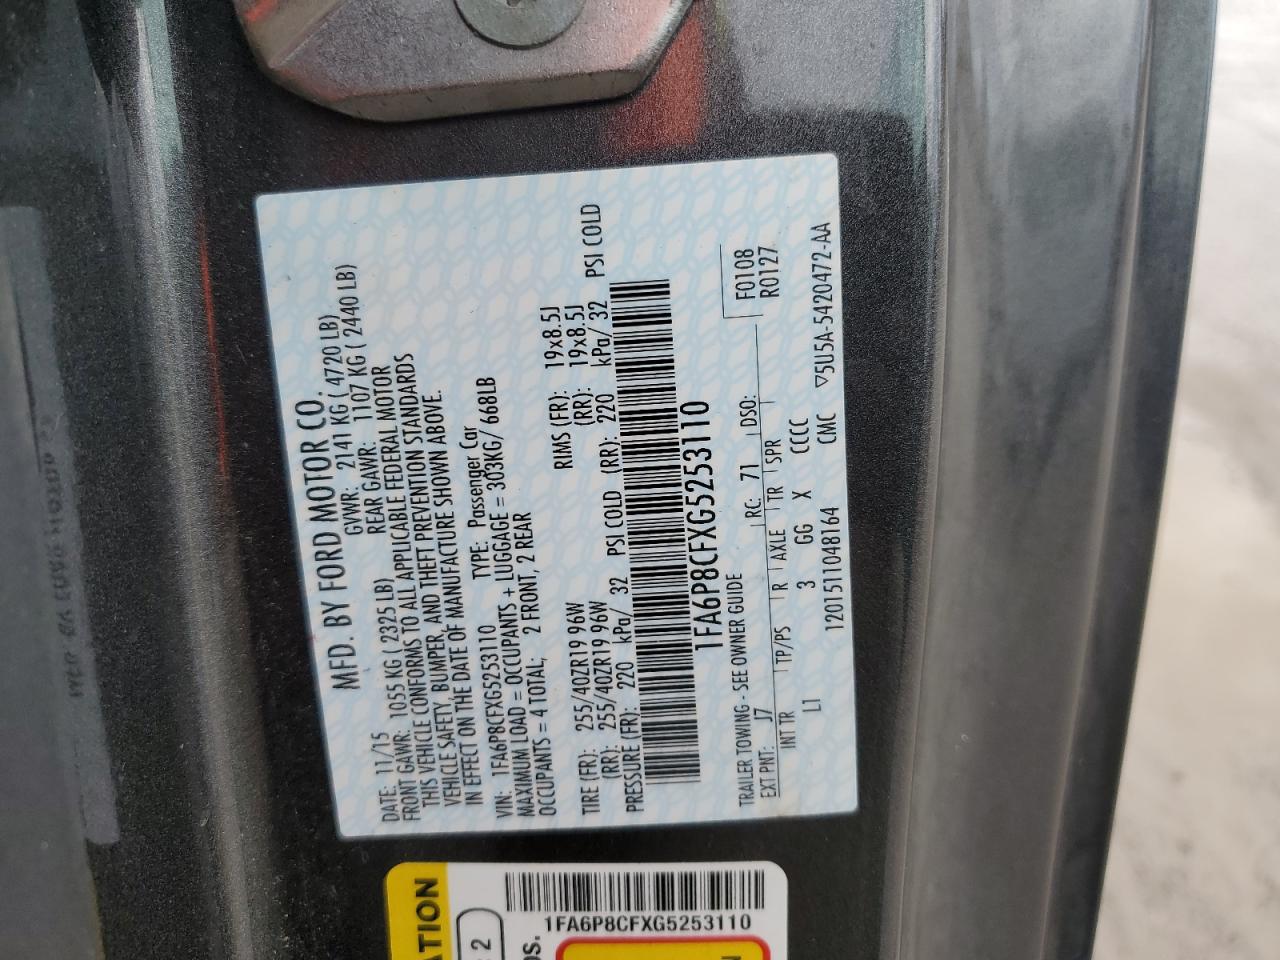 MFD. BY FORD MOTOR CO.
DATE: 11/15 GVWR: 2141 KG ( 4720 LB)
FRONT GAWR: 1055 KG ( 2325 LB) REAR GAWR: 1107 KG ( 2440 LB)
THIS VEHICLE CONFORMS TO ALL APPLICABLE FEDERAL MOTOR
VEHICLE SAFETY, BUMPER, AND THEFT PREVENTION STANDARDS
IN EFFECT ON THE DATE OF MANUFACTURE SHOWN ABOVE.
VIN: 1FA6P8CFXG5253110 TYPE: Passenger Car
MAXIMUM LOAD = OCCUPANTS + LUGGAGE = 303KG/ 668LB
OCCUPANTS = 4 TOTAL; 2 FRONT, 2 REAR
TIRE (FR): 255/40ZR19 96W RIMS (FR): 19x8.5J
(RR): 255/40ZR19 96W (RR): 19x8.5J
PRESSURE (FR): 220 kPa/ 32 PSI COLD (RR): 220 kPa/ 32 PSI COLD
1FA6P8CFXG5253110
TRAILER TOWING - SEE OWNER GUIDE F0108
EXT PNT: J7 RC: 71 DSO: R0127
INT TR TP/PS R AXLE TR SPR
LI 3 GG X CCCC
1201511048164 CMC ▽5U5A-5420472-AA
1FA6P8CFXG5253110